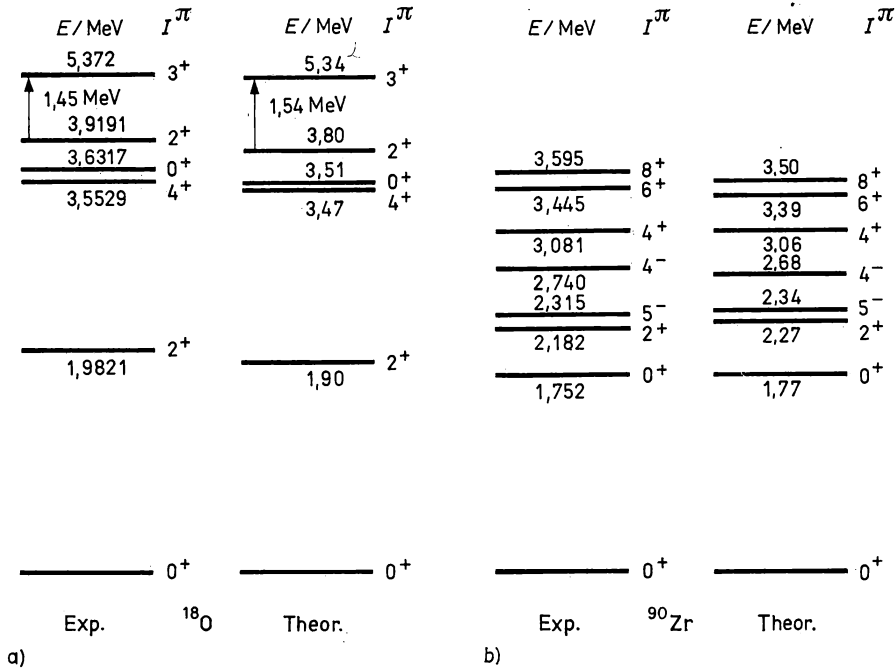 E / MeV I^π E / MeV I^π
5,372 3⁺ 5,34 3⁺
1,45 MeV 1,54 MeV
3,9191 2⁺ 3,80 2⁺
3,6317 0⁺ 3,51 0⁺
3,5529 4⁺ 3,47 4⁺
1,9821 2⁺ 1,90 2⁺
0⁺ 0⁺
Exp. ¹⁸O Theor.
a)
E / MeV I^π E / MeV I^π
3,595 8⁺ 3,50 8⁺
3,445 6⁺ 3,39 6⁺
3,081 4⁺ 3,06 4⁺
2,740 4⁻ 2,68 4⁻
2,315 5⁻ 2,34 5⁻
2,182 2⁺ 2,27 2⁺
1,752 0⁺ 1,77 0⁺
0⁺ 0⁺
Exp. ⁹⁰Zr Theor.
b)